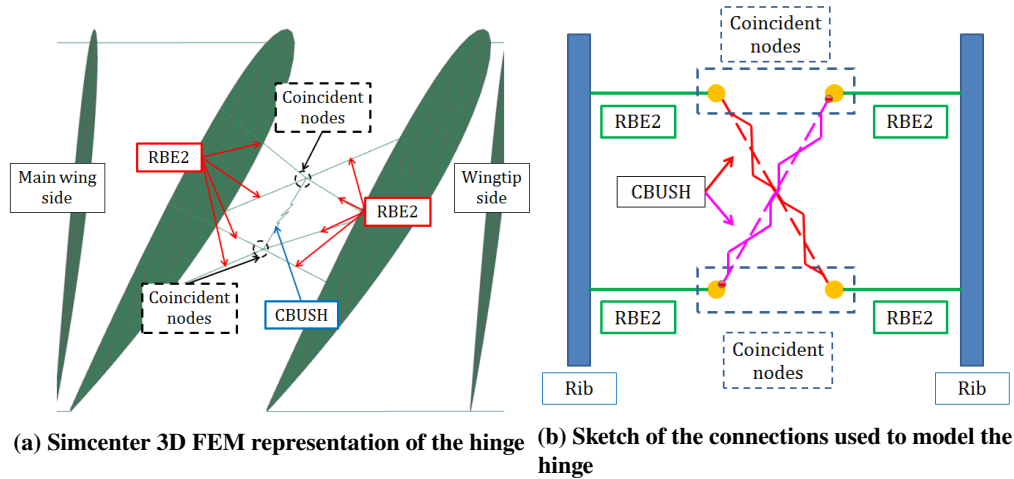 Coincident
nodes
RBE2
Main wing
side
Wingtip
side
RBE2
Coincident
nodes
CBUSH
(a) Simcenter 3D FEM representation of the hinge
Coincident
nodes
RBE2
RBE2
CBUSH
RBE2
RBE2
Coincident
nodes
Rib
Rib
(b) Sketch of the connections used to model the
hinge